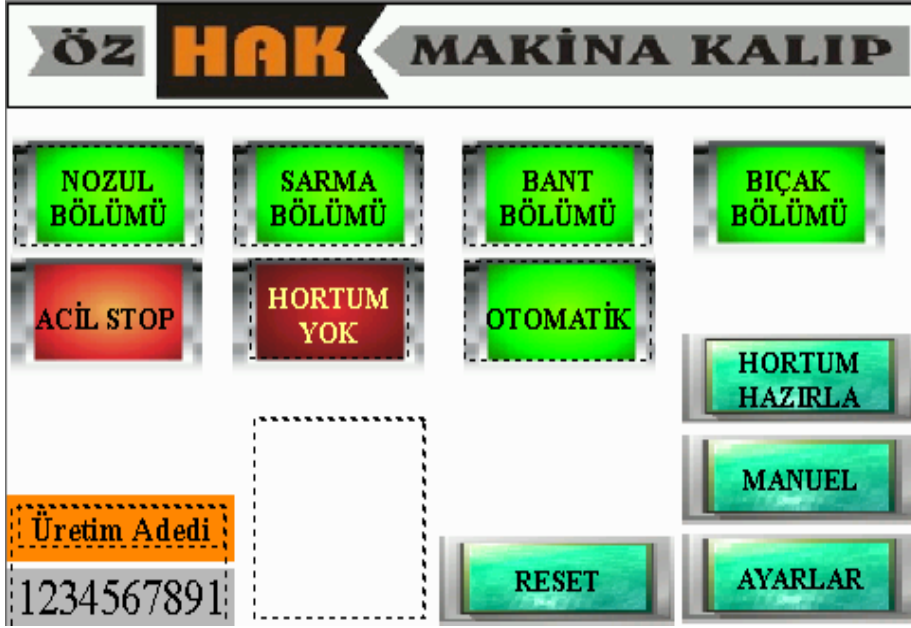 ÖZ HAK MAKİNA KALIP
NOZUL
BÖLÜMÜ
SARMA
BÖLÜMÜ
BANT
BÖLÜMÜ
BIÇAK
BÖLÜMÜ
ACİL STOP
HORTUM
YOK
OTOMATİK
HORTUM
HAZIRLA
MANUEL
Üretim Adedi
1234567891
RESET
AYARLAR